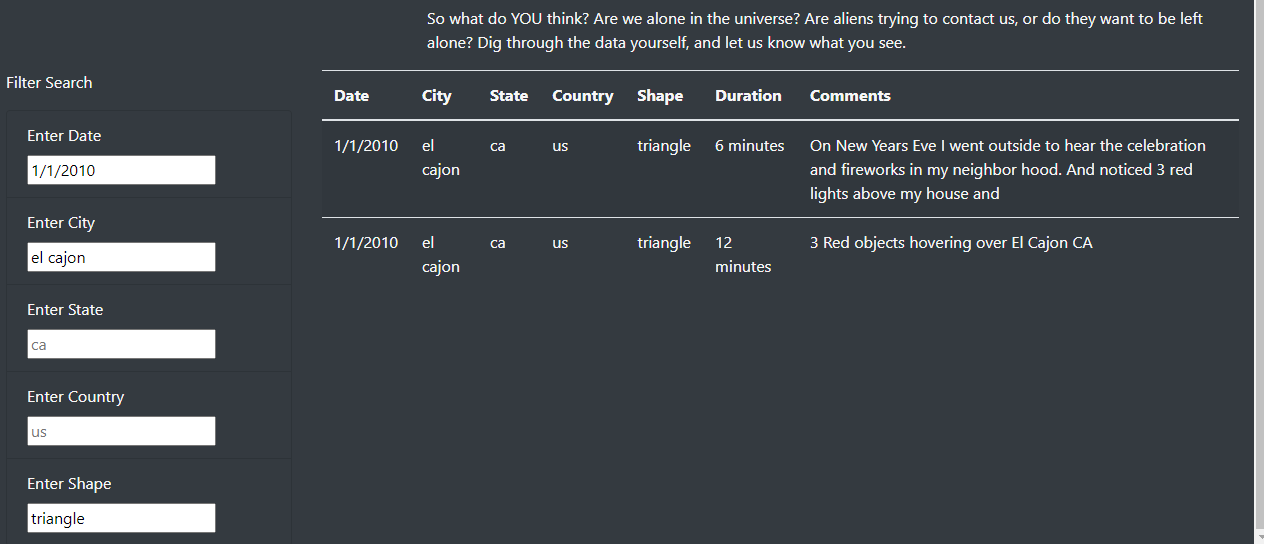 So what do YOU think? Are we alone in the universe? Are aliens trying to contact us, or do they want to be left
alone? Dig through the data yourself, and let us know what you see.
Filter Search
Enter Date
1/1/2010
Enter City
el cajon
Enter State
ca
Enter Country
us
Enter Shape
triangle
Date City State Country Shape Duration Comments
1/1/2010 el ca us triangle 6 minutes On New Years Eve I went outside to hear the celebration
cajon and fireworks in my neighbor hood. And noticed 3 red
lights above my house and
1/1/2010 el ca us triangle 12 3 Red objects hovering over El Cajon CA
cajon minutes